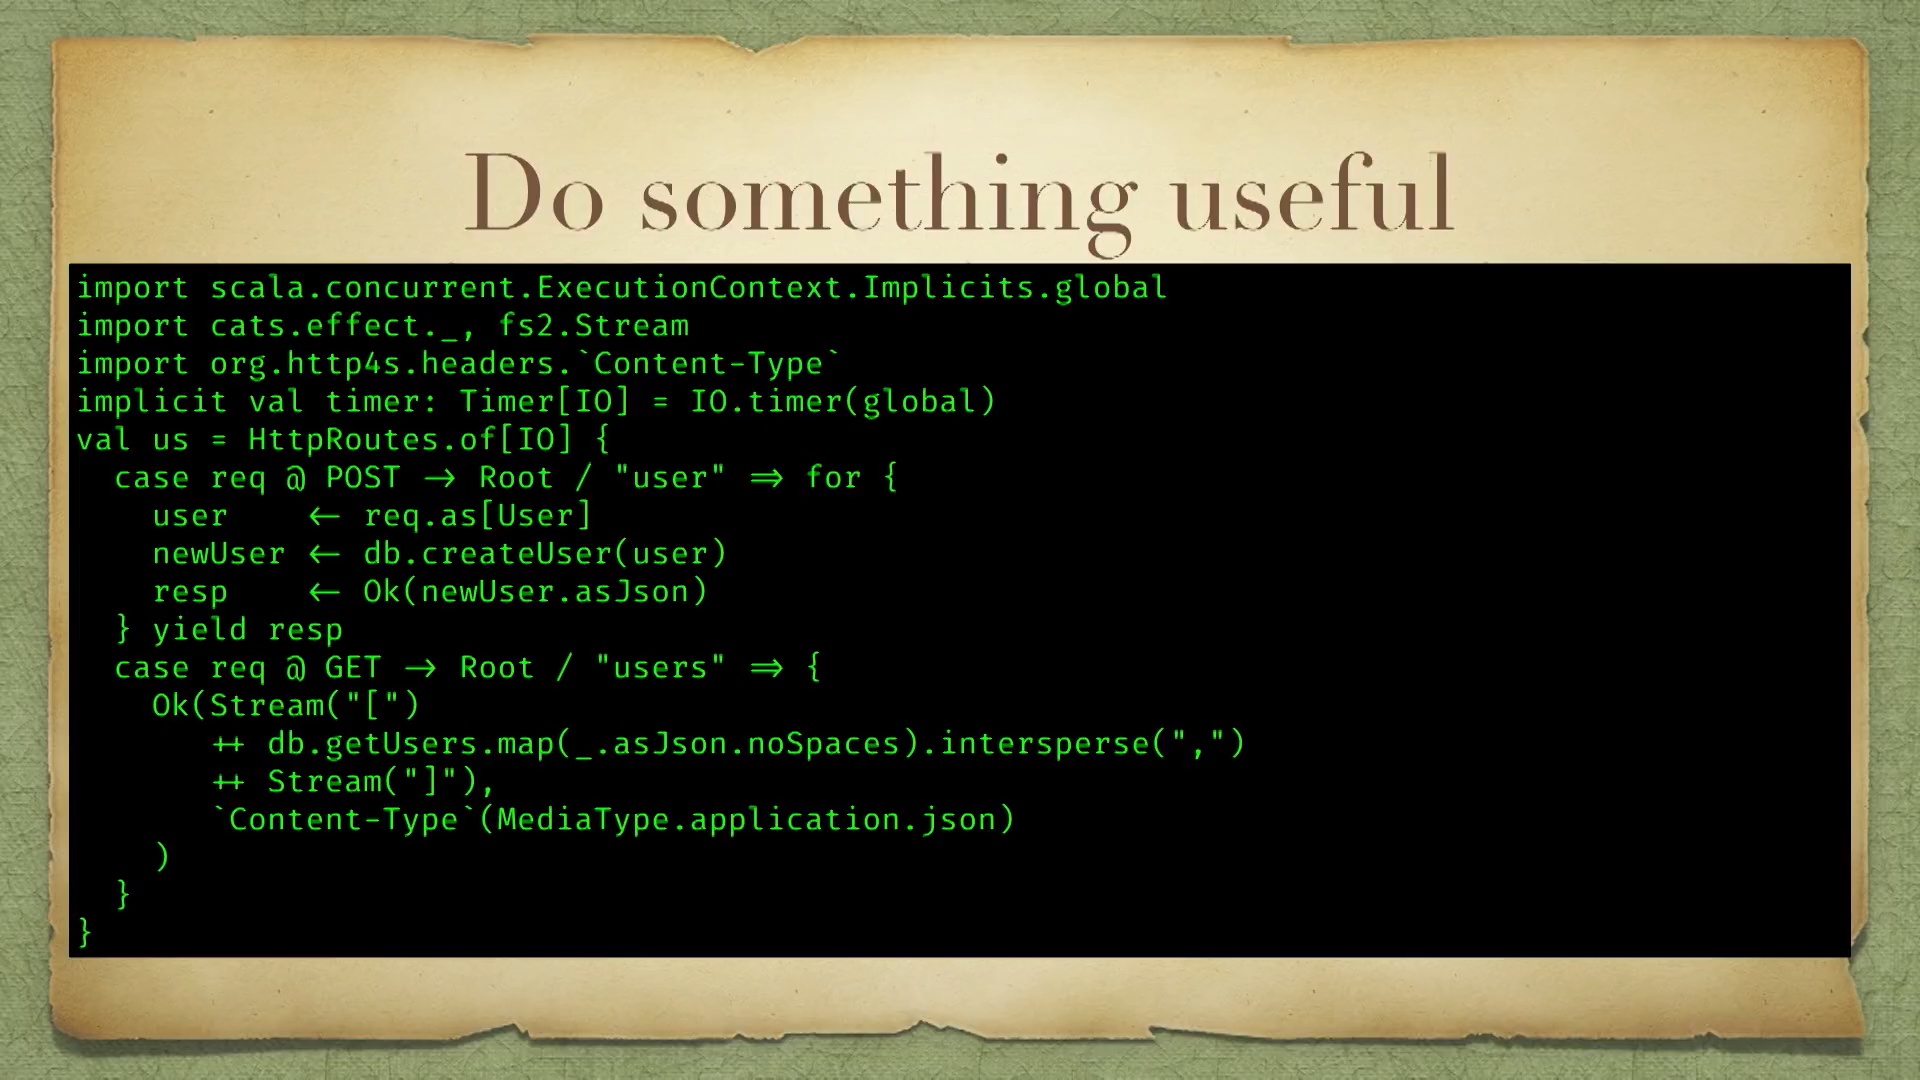 Do something useful
import scala.concurrent.ExecutionContext.Implicits.global
import cats.effect._, fs2.Stream
import org.http4s.headers.`Content-Type`
implicit val timer: Timer[IO] = IO.timer(global)
val us = HttpRoutes.of[IO] {
  case req @ POST -> Root / "user" => for {
    user    <- req.as[User]
    newUser <- db.createUser(user)
    resp    <- Ok(newUser.asJson)
  } yield resp
  case req @ GET -> Root / "users" => {
    Ok(Stream("[")
       ++ db.getUsers.map(_.asJson.noSpaces).intersperse(",")
       ++ Stream("]"),
       `Content-Type`(MediaType.application.json)
    )
  }
}